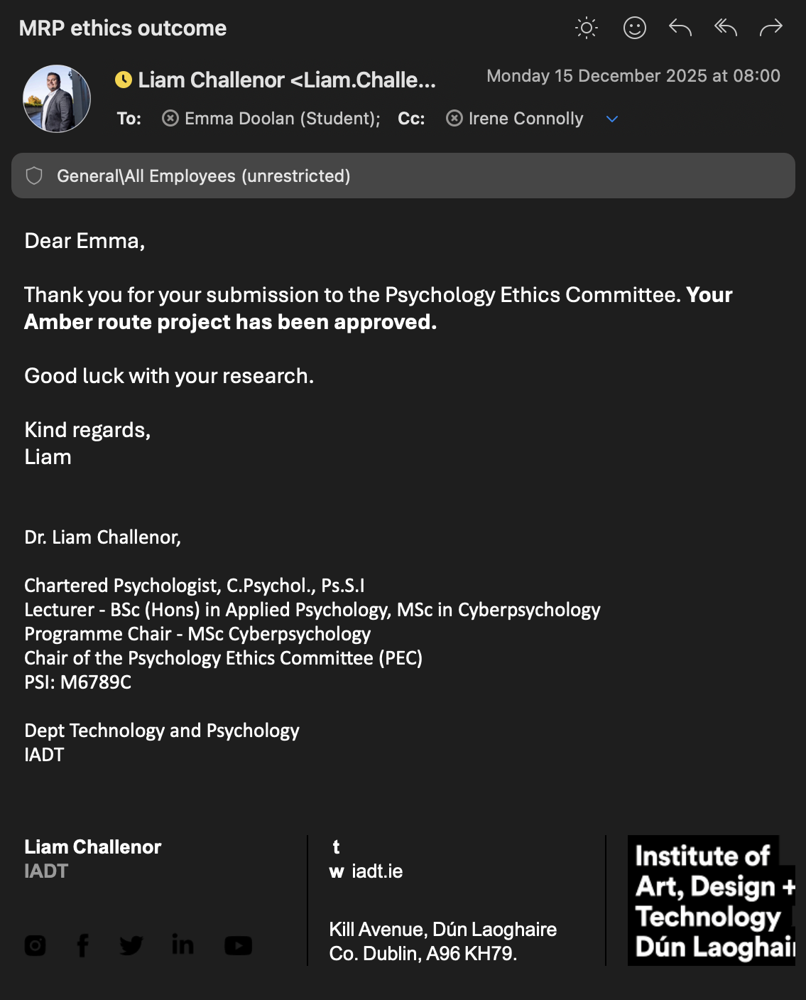 MRP ethics outcome
Liam Challenor <Liam.Challe...
Monday 15 December 2025 at 08:00
To: Emma Doolan (Student); Cc: Irene Connolly
General\All Employees (unrestricted)
Dear Emma,
Thank you for your submission to the Psychology Ethics Committee. Your
Amber route project has been approved.
Good luck with your research.
Kind regards,
Liam
Dr. Liam Challenor,
Chartered Psychologist, C.Psychol., Ps.S.I
Lecturer - BSc (Hons) in Applied Psychology, MSc in Cyberpsychology
Programme Chair - MSc Cyberpsychology
Chair of the Psychology Ethics Committee (PEC)
PSI: M6789C
Dept Technology and Psychology
IADT
Liam Challenor
IADT
t
w iadt.ie
Kill Avenue, Dún Laoghaire
Co. Dublin, A96 KH79.
Institute of
Art, Design +
Technology
Dún Laoghai